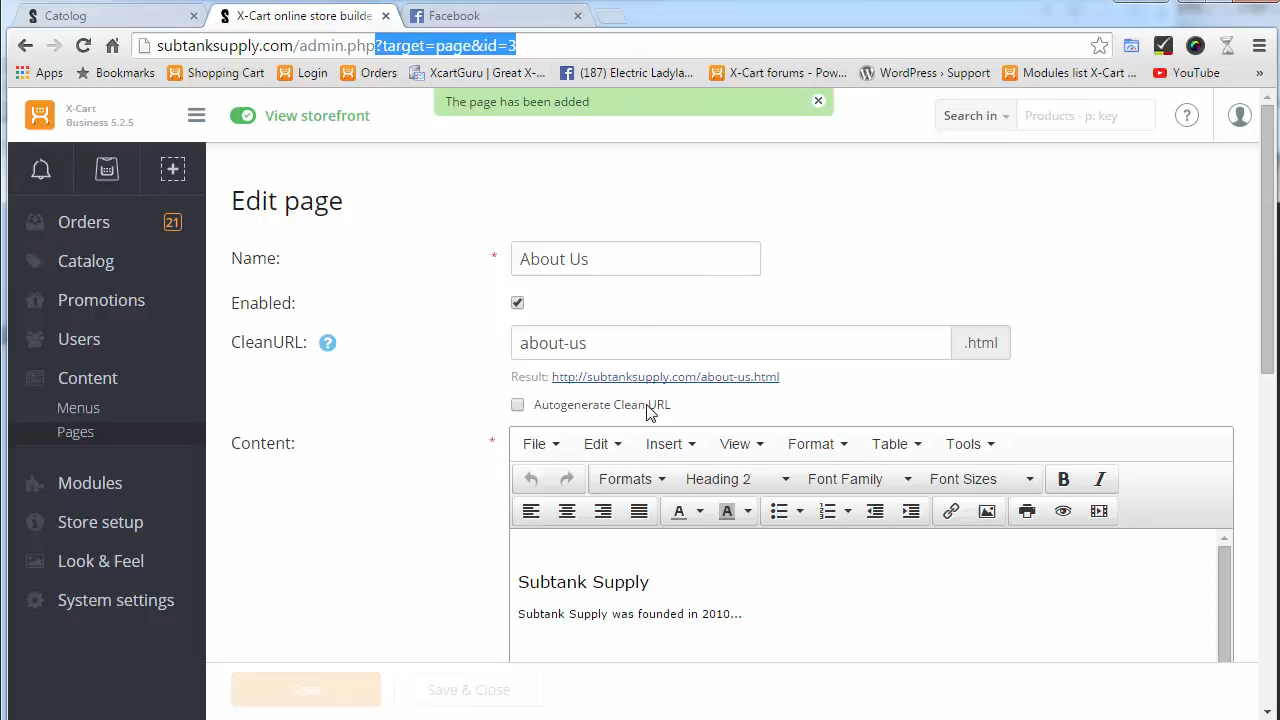 Catolog
X-Cart online store builde
Facebook
subtanksupply.com/admin.php?target=page&id=3
Apps
Bookmarks
Shopping Cart
Login
Orders
XcartGuru | Great X-...
(187) Electric Ladyla...
X-Cart forums - Pow...
WordPress › Support
Modules list X-Cart ...
YouTube
»
X-Cart
Business 5.2.5
View storefront
The page has been added
Search in
Products - p: key
?
Orders
21
Catalog
Promotions
Users
Content
Menus
Pages
Modules
Store setup
Look & Feel
System settings
Edit page
Name: *
About Us
Enabled:
CleanURL: ?
about-us
.html
Result: http://subtanksupply.com/about-us.html
Autogenerate Clean URL
Content: *
File Edit Insert View Format Table Tools
Formats Heading 2 Font Family Font Sizes B I
A A
Subtank Supply
Subtank Supply was founded in 2010...
Save
Save & Close